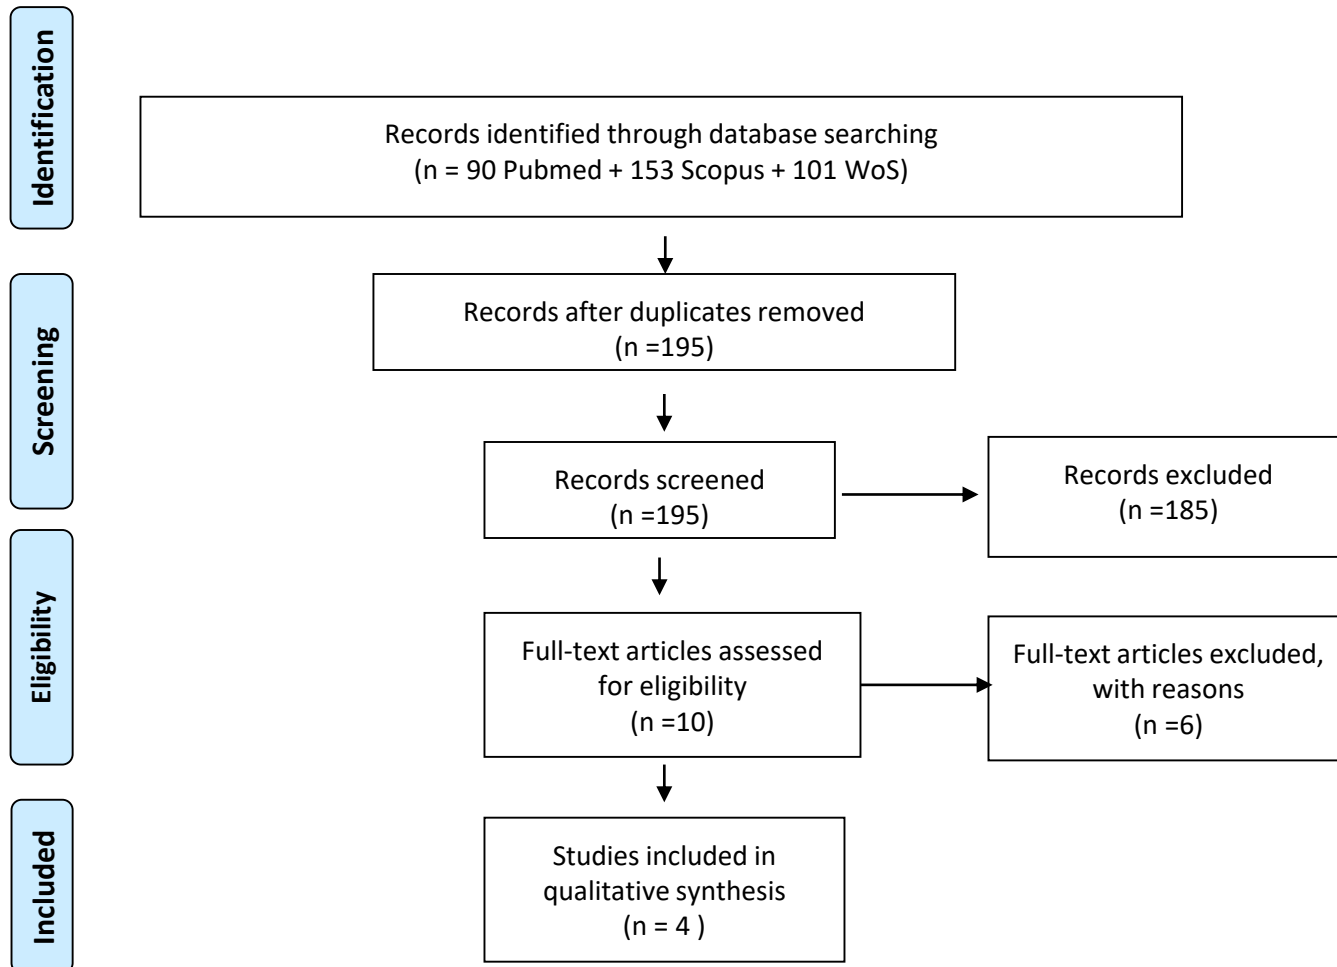 Identification
Records identified through database searching
(n = 90 Pubmed + 153 Scopus + 101 WoS)
Screening
Records after duplicates removed
(n =195)
Records screened
(n =195)
Records excluded
(n =185)
Eligibility
Full-text articles assessed
for eligibility
(n =10)
Full-text articles excluded,
with reasons
(n =6)
Included
Studies included in
qualitative synthesis
(n = 4 )